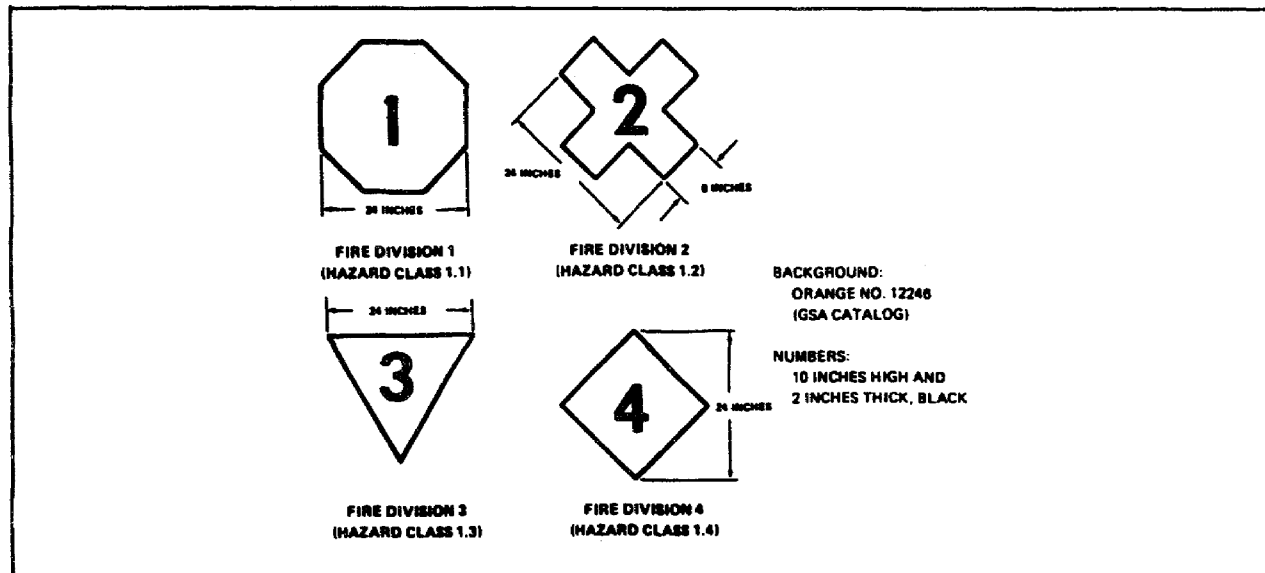 1
24 INCHES
FIRE DIVISION 1
(HAZARD CLASS 1.1)
2
24 INCHES
8 INCHES
FIRE DIVISION 2
(HAZARD CLASS 1.2)
24 INCHES
3
FIRE DIVISION 3
(HAZARD CLASS 1.3)
4
24 INCHES
FIRE DIVISION 4
(HAZARD CLASS 1.4)
BACKGROUND:
ORANGE NO. 12246
(GSA CATALOG)
NUMBERS:
10 INCHES HIGH AND
2 INCHES THICK, BLACK